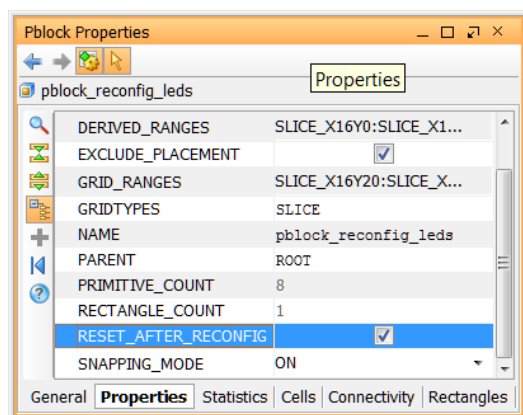 Pblock Properties
Properties
pblock_reconfig_leds
DERIVED_RANGES SLICE_X16Y0:SLICE_X1...
EXCLUDE_PLACEMENT
GRID_RANGES SLICE_X16Y20:SLICE_X...
GRIDTYPES SLICE
NAME pblock_reconfig_leds
PARENT ROOT
PRIMITIVE_COUNT 8
RECTANGLE_COUNT 1
RESET_AFTER_RECONFIG
SNAPPING_MODE ON
General Properties Statistics Cells Connectivity Rectangles